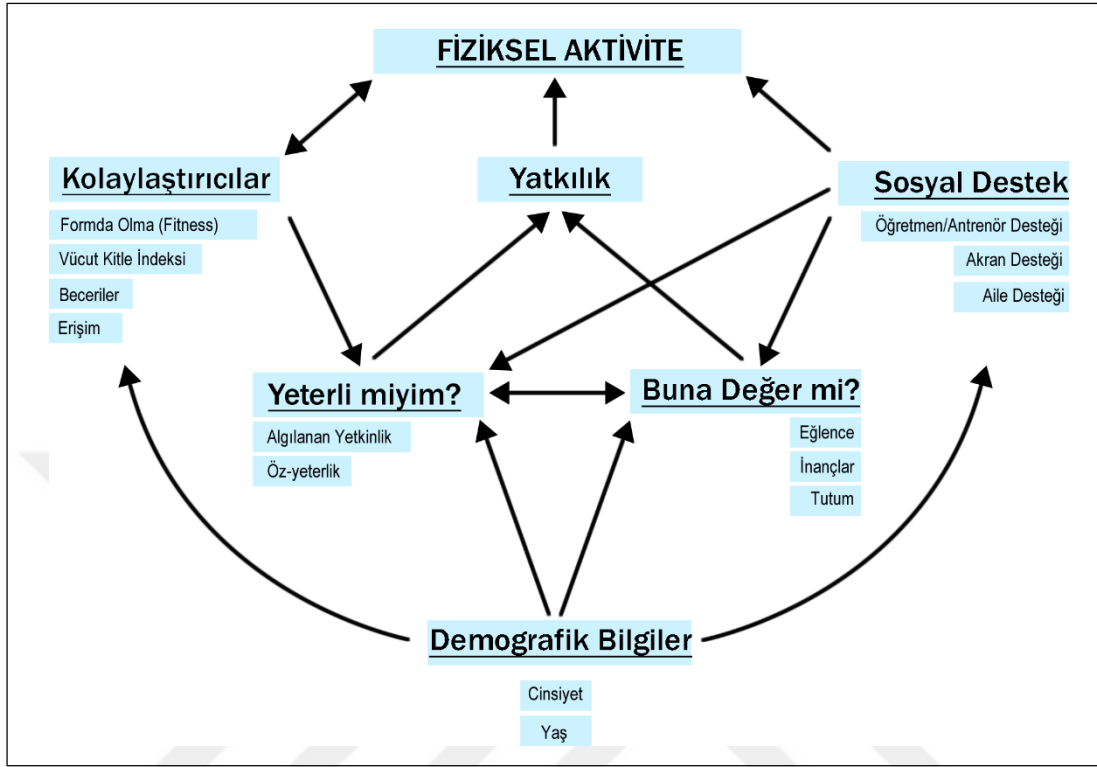 FİZİKSEL AKTİVİTE
Kolaylaştırıcılar
Formda Olma (Fitness)
Vücut Kitle İndeksi
Beceriler
Erişim
Yatkılık
Sosyal Destek
Öğretmen/Antrenör Desteği
Akran Desteği
Aile Desteği
Yeterli miyim?
Algılanan Yetkinlik
Öz-yeterlik
Buna Değer mi?
Eğlence
İnançlar
Tutum
Demografik Bilgiler
Cinsiyet
Yaş